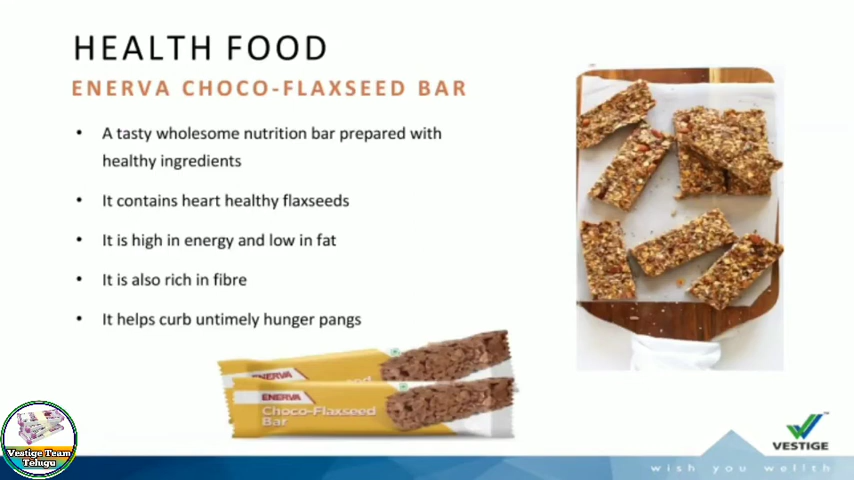 HEALTH FOOD
ENERVA CHOCO-FLAXSEED BAR
• A tasty wholesome nutrition bar prepared with
healthy ingredients
• It contains heart healthy flaxseeds
• It is high in energy and low in fat
• It is also rich in fibre
• It helps curb untimely hunger pangs
ENERVA
ENERVA
Choco-Flaxseed
Bar
Vestige Team
Telugu
VESTIGE
wish you wellth